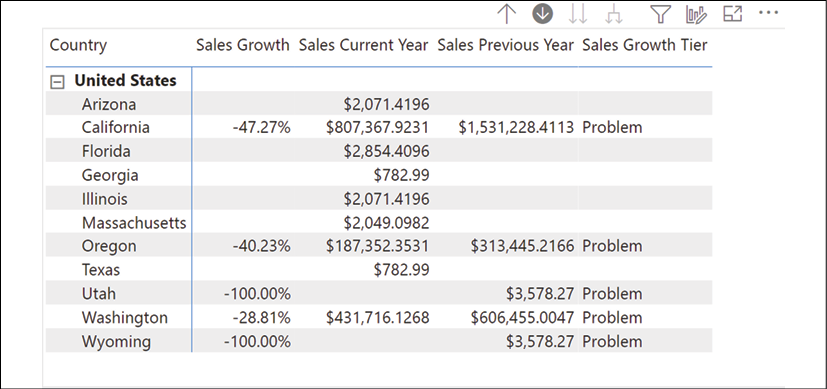 Country Sales Growth Sales Current Year Sales Previous Year Sales Growth Tier
United States
Arizona $2,071.4196
California -47.27% $807,367.9231 $1,531,228.4113 Problem
Florida $2,854.4096
Georgia $782.99
Illinois $2,071.4196
Massachusetts $2,049.0982
Oregon -40.23% $187,352.3531 $313,445.2166 Problem
Texas $782.99
Utah -100.00% $3,578.27 Problem
Washington -28.81% $431,716.1268 $606,455.0047 Problem
Wyoming -100.00% $3,578.27 Problem